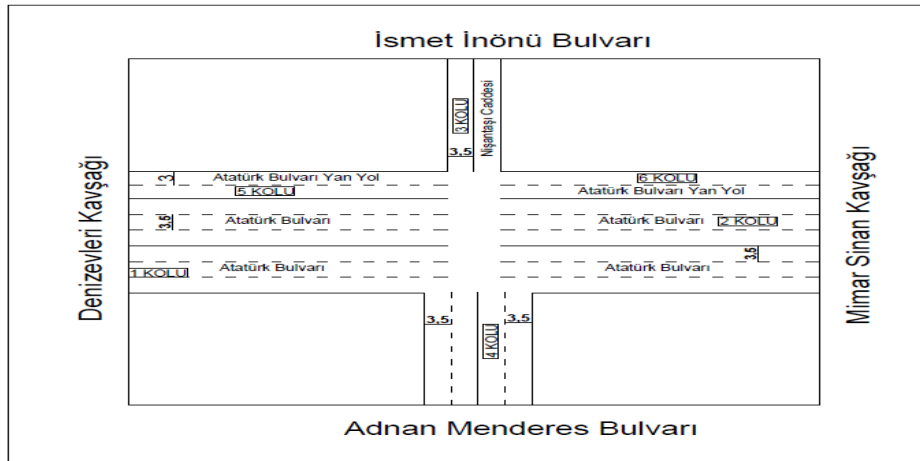 İsmet İnönü Bulvarı
3 KOLU
Nişantaşı Caddesi
3,5
Denizevleri Kavşağı
Mimar Sinan Kavşağı
3
Atatürk Bulvarı Yan Yol
6 KOLU
5 KOLU
Atatürk Bulvarı Yan Yol
3,5
Atatürk Bulvarı
Atatürk Bulvarı
2 KOLU
1 KOLU
Atatürk Bulvarı
Atatürk Bulvarı
3,5
3,5
4 KOLU
3,5
Adnan Menderes Bulvarı